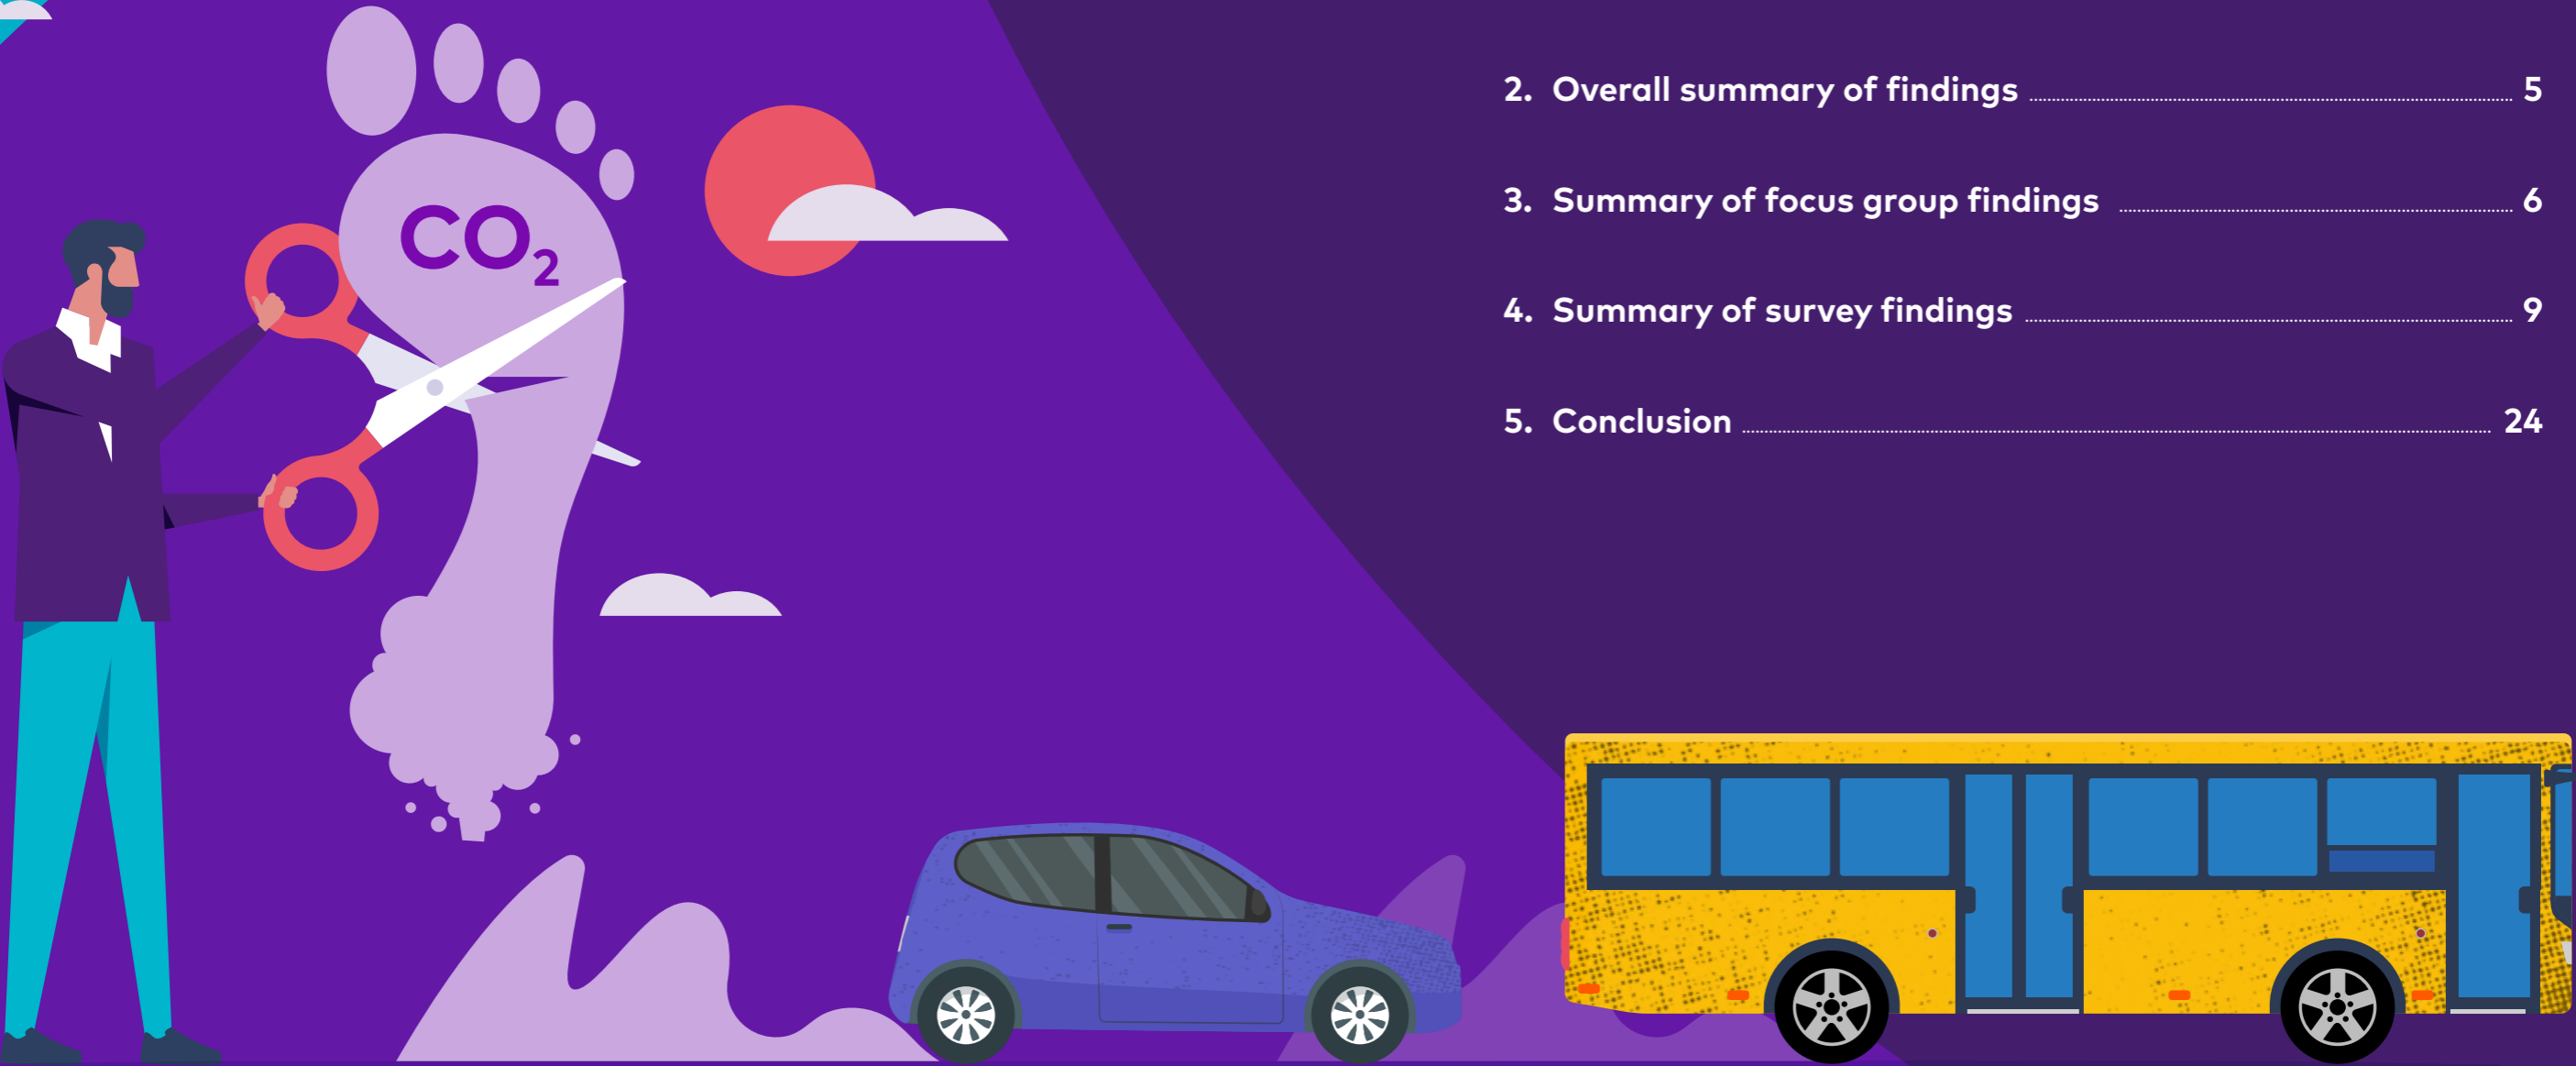 CO2
2. Overall summary of findings 5
3. Summary of focus group findings 6
4. Summary of survey findings 9
5. Conclusion 24